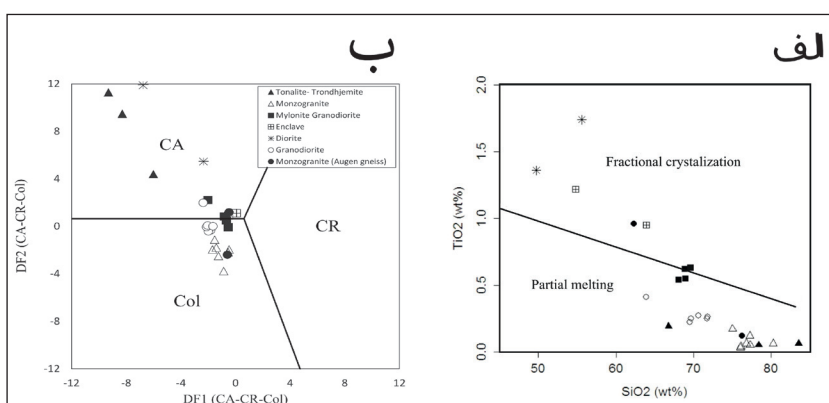 ب
12
8
4
0
-4
-8
-12
-12
-8
-4
0
4
8
12
DF2 (CA-CR-Col)
DF1 (CA-CR-Col)
CA
CR
Col
Tonalite- Trondhjemite
Monzogranite
Mylonite Granodiorite
Enclave
Diorite
Granodiorite
Monzogranite (Augen gneiss)
الف
2.0
1.5
1.0
0.5
0.0
50
60
70
80
TiO2 (wt%)
SiO2 (wt%)
Fractional crystalization
Partial melting